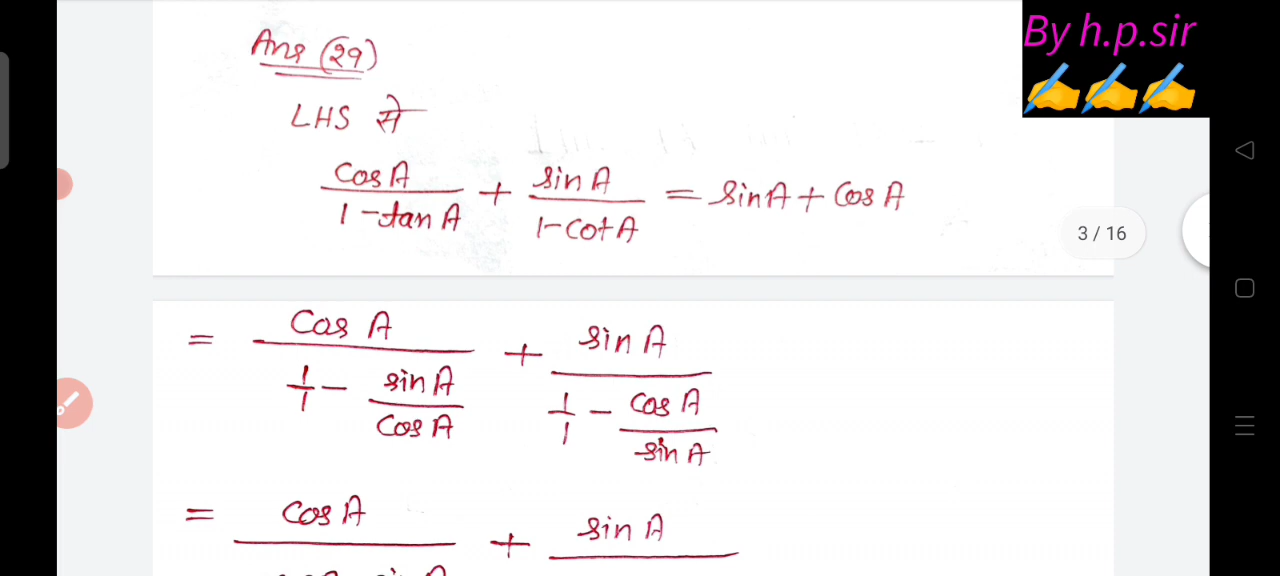 By h.p.sir
✍✍✍
Ans (29)
LHS से
cos A / 1 - tan A + sin A / 1 - cot A = sin A + cos A
3 / 16
= cos A / 1/1 - sin A / cos A + sin A / 1/1 - cos A / sin A
= cos A + sin A